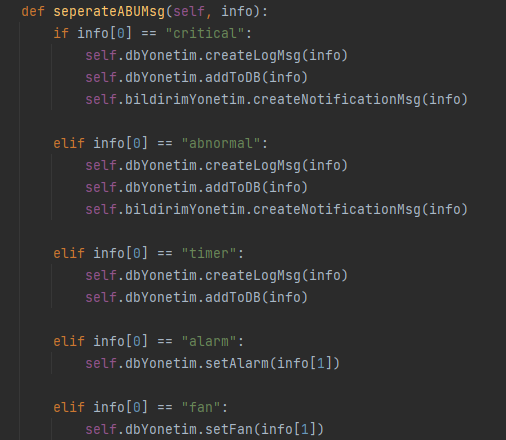 def seperateABUMsg(self, info):
    if info[0] == "critical":
        self.dbYonetim.createLogMsg(info)
        self.dbYonetim.addToDB(info)
        self.bildirimYonetim.createNotificationMsg(info)

    elif info[0] == "abnormal":
        self.dbYonetim.createLogMsg(info)
        self.dbYonetim.addToDB(info)
        self.bildirimYonetim.createNotificationMsg(info)

    elif info[0] == "timer":
        self.dbYonetim.createLogMsg(info)
        self.dbYonetim.addToDB(info)

    elif info[0] == "alarm":
        self.dbYonetim.setAlarm(info[1])

    elif info[0] == "fan":
        self.dbYonetim.setFan(info[1])